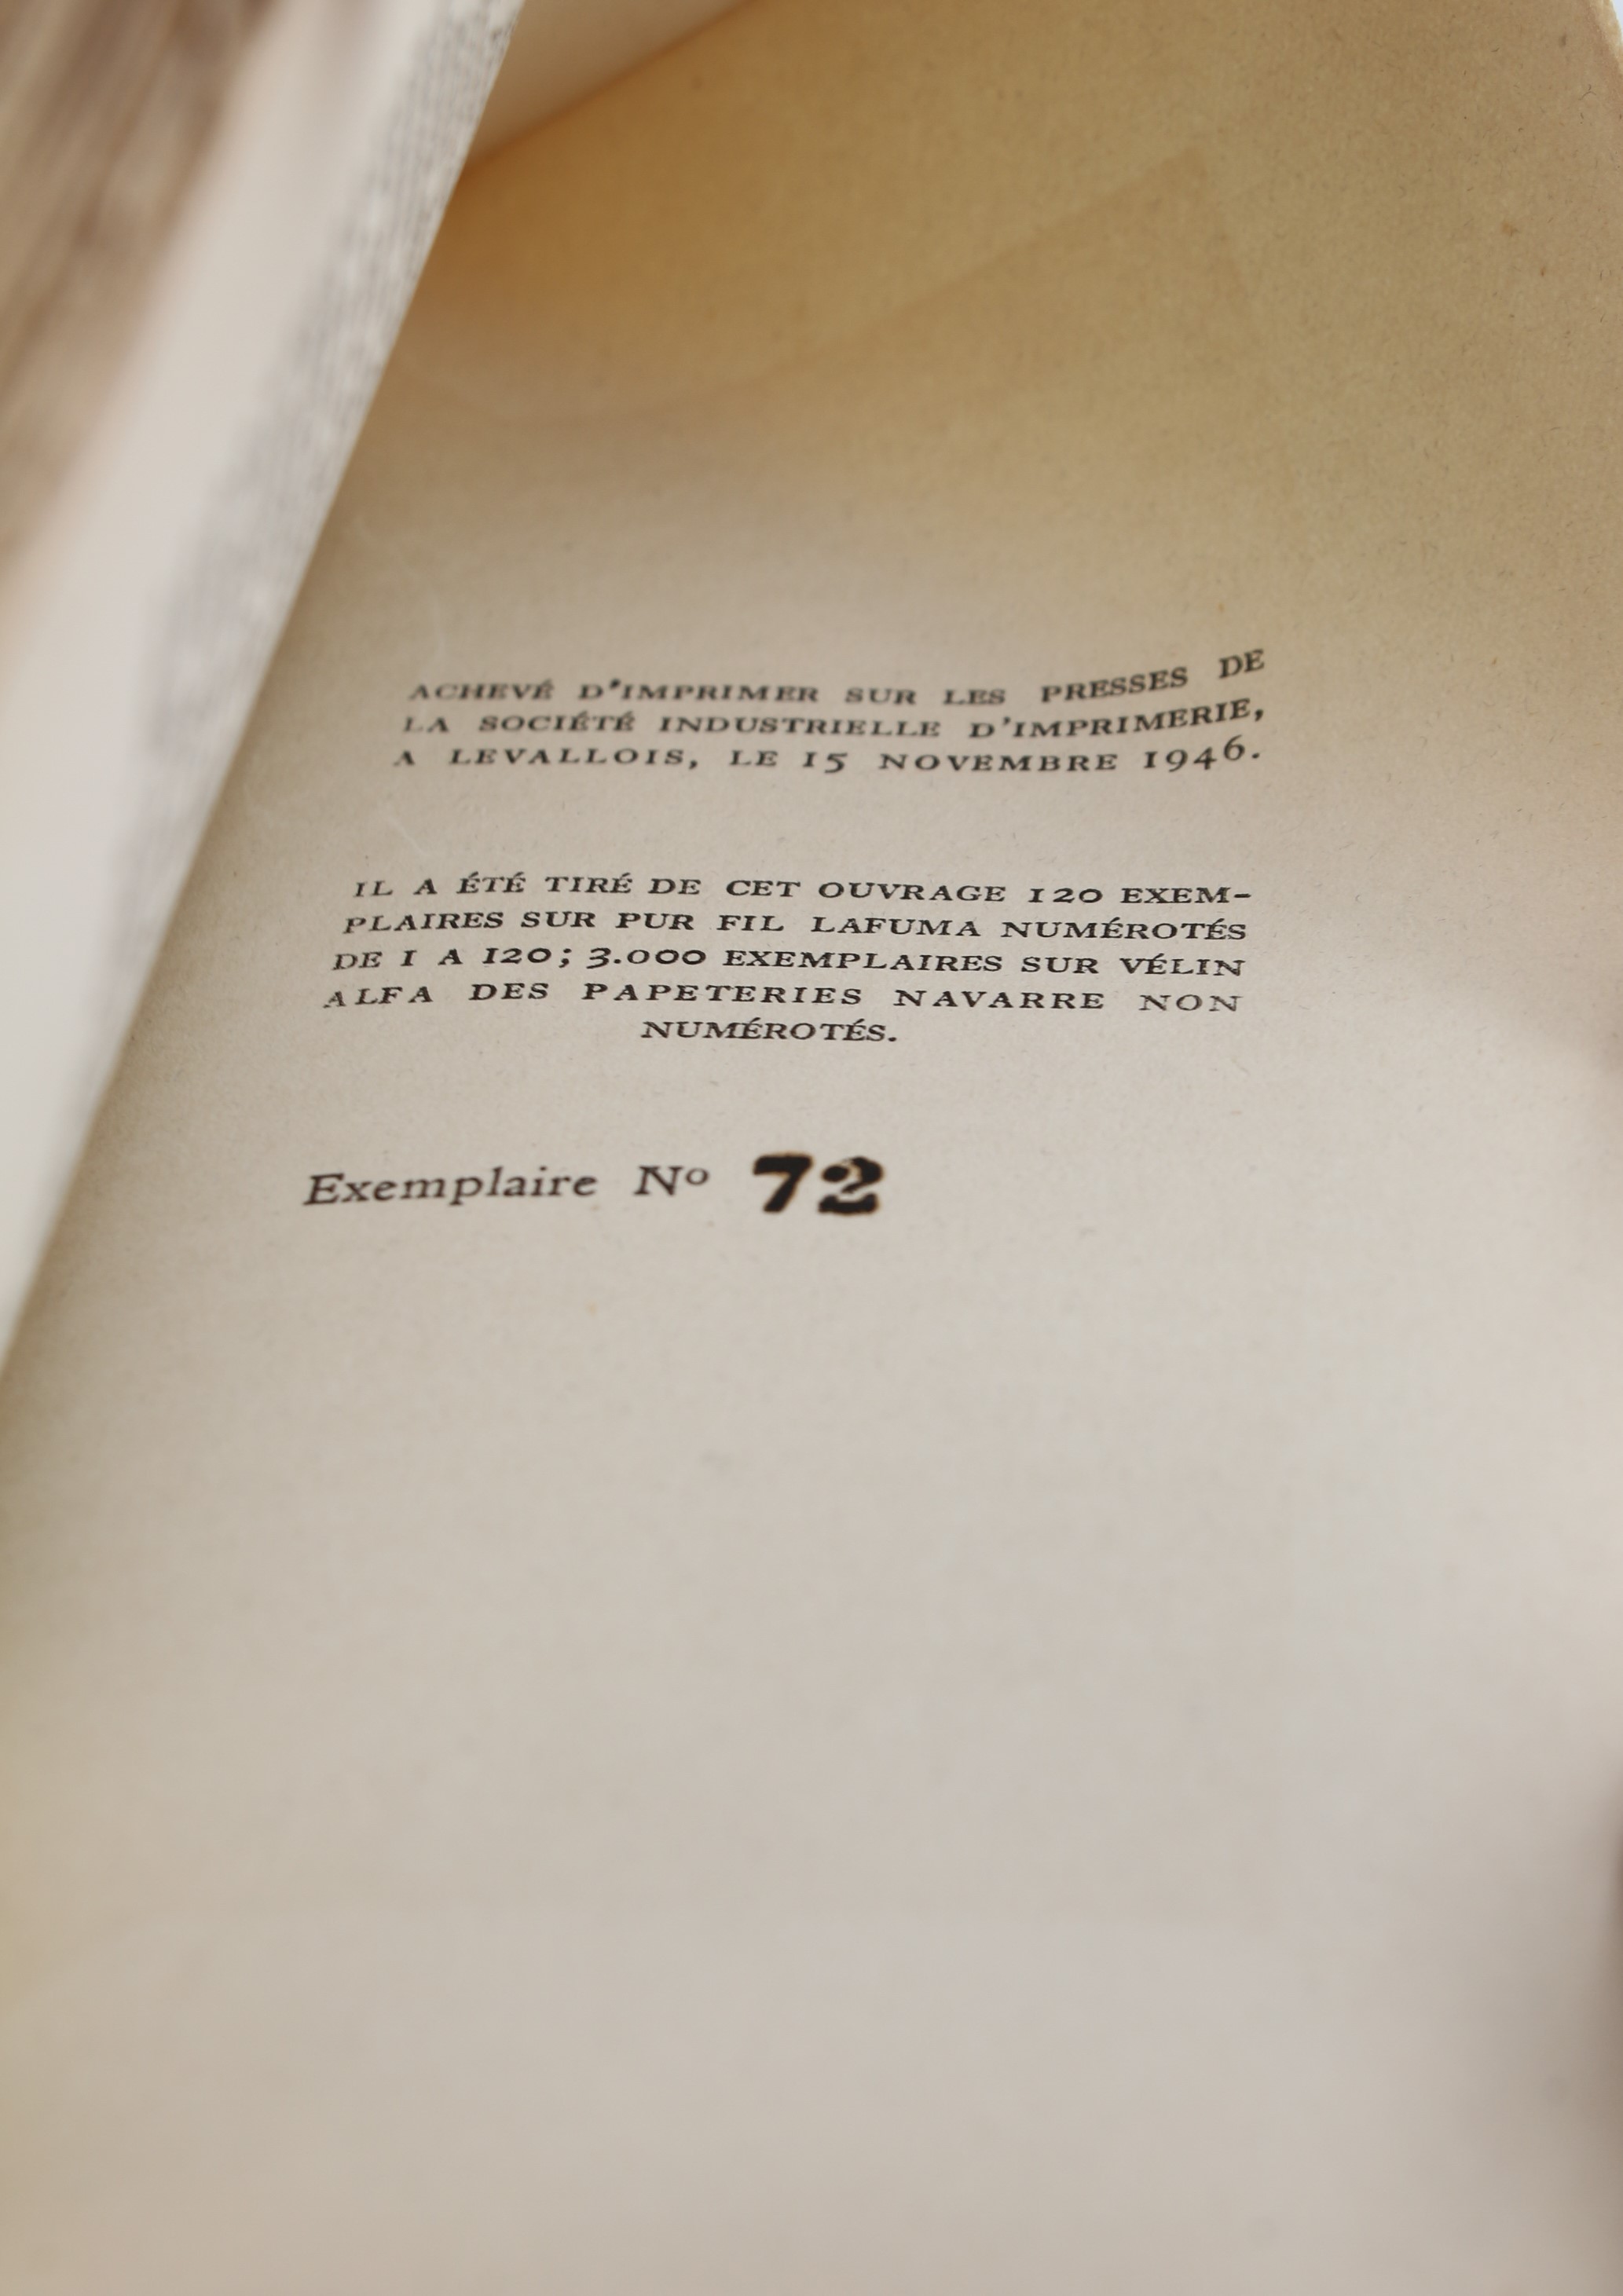 ACHEVÉ D'IMPRIMER SUR LES PRESSES DE
LA SOCIÉTÉ INDUSTRIELLE D'IMPRIMERIE,
A LEVALLOIS, LE 15 NOVEMBRE 1946.
IL A ÉTÉ TIRÉ DE CET OUVRAGE 120 EXEM-
PLAIRES SUR PUR FIL LAFUMA NUMÉROTÉS
DE 1 A 120; 3.000 EXEMPLAIRES SUR VÉLIN
ALFA DES PAPETERIES NAVARRE NON
NUMÉROTÉS.
Exemplaire Nº 72